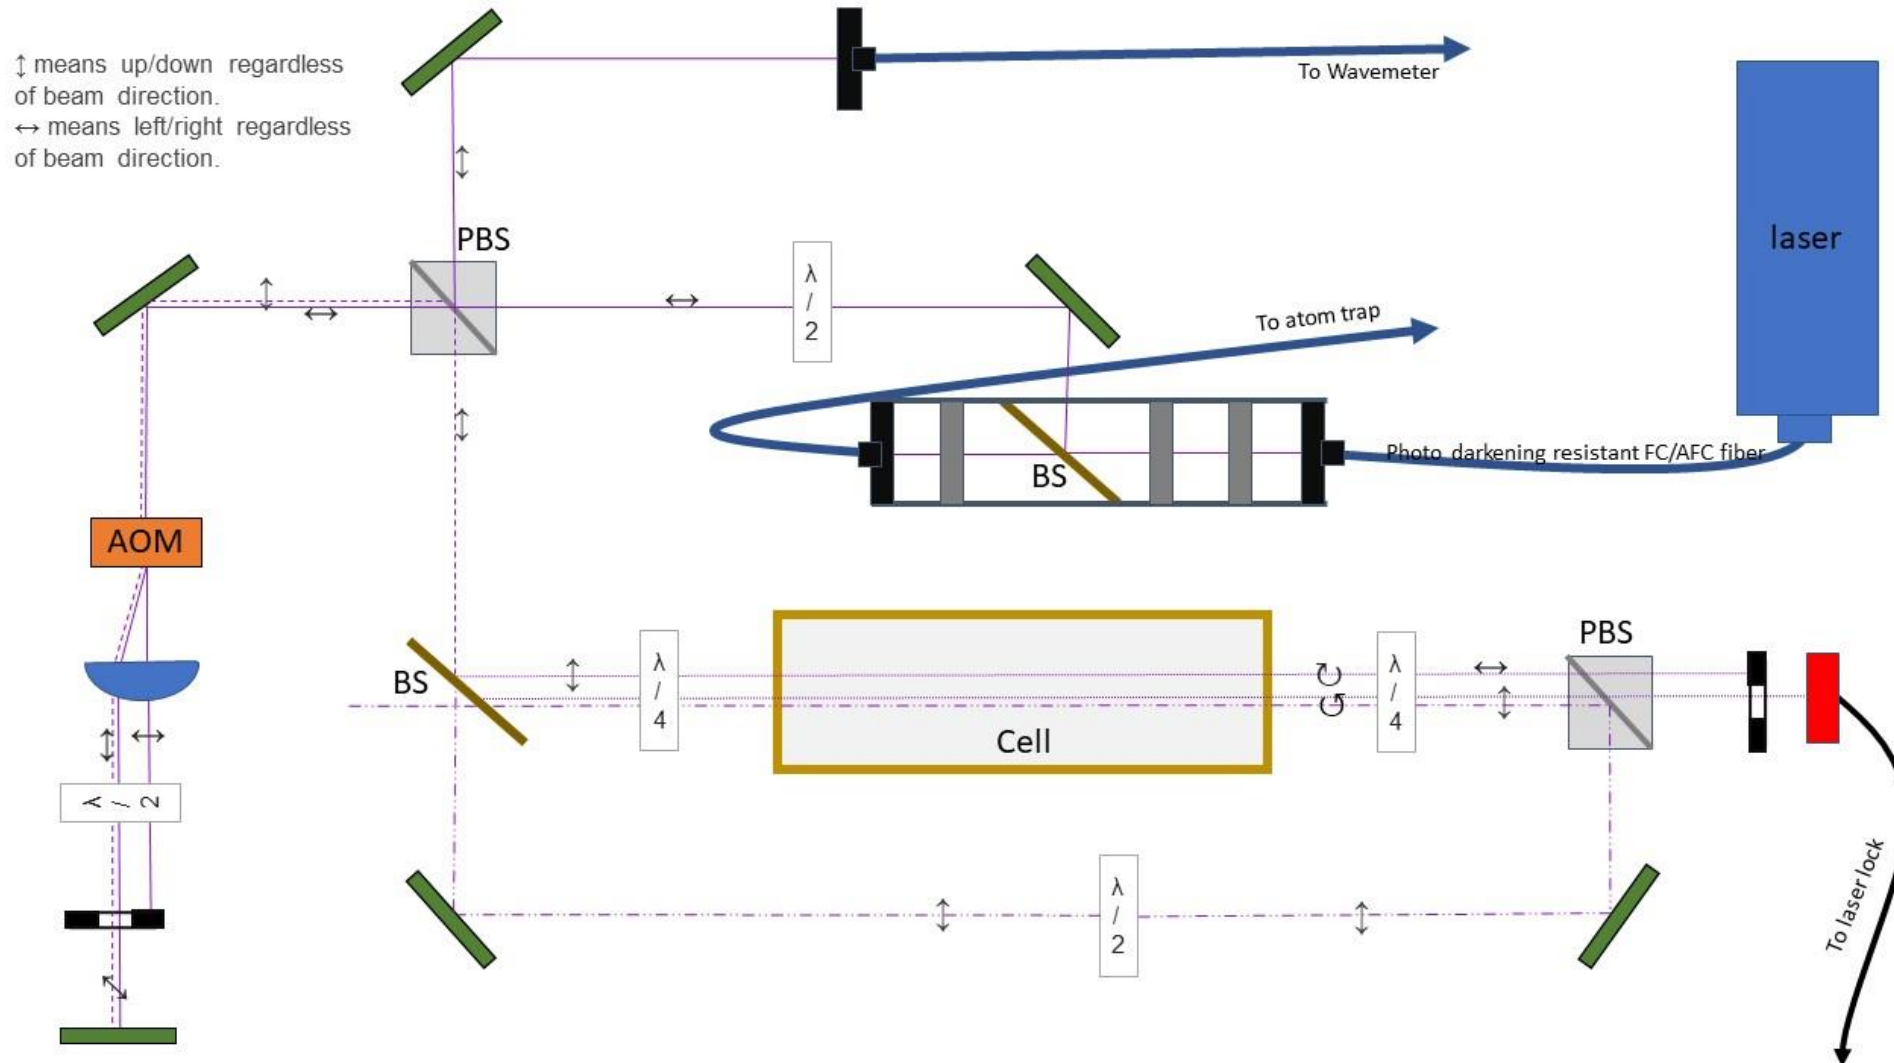 ↕ means up/down regardless
of beam direction.
↔ means left/right regardless
of beam direction.
To Wavemeter
laser
PBS
λ
/
2
To atom trap
BS
Photo darkening resistant FC/AFC fiber
AOM
PBS
BS
λ
/
4
λ
/
4
Cell
λ
/
2
λ
/
2
To laser lock